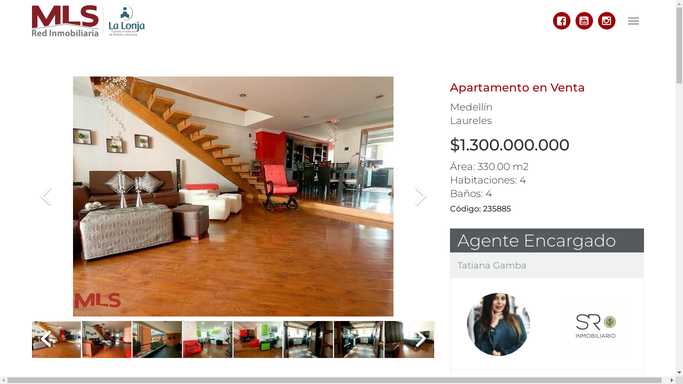 MLS
Red Inmobiliaria
La Lonja
Apartamento en Venta
Medellín
Laureles
$1.300.000.000
Área: 330.00 m2
Habitaciones: 4
Baños: 4
Código: 235885
MLS
Agente Encargado
Tatiana Gamba
SR
INMOBILIARIO